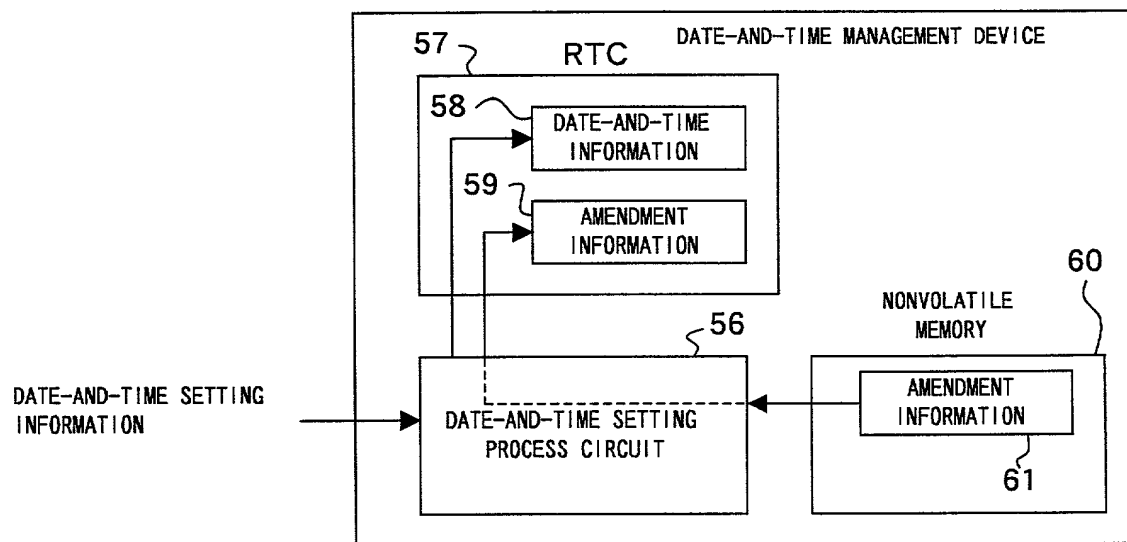 DATE-AND-TIME MANAGEMENT DEVICE
57
RTC
58
DATE-AND-TIME
INFORMATION
59
AMENDMENT
INFORMATION
60
NONVOLATILE
MEMORY
56
AMENDMENT
INFORMATION
61
DATE-AND-TIME SETTING
INFORMATION
DATE-AND-TIME SETTING
PROCESS CIRCUIT